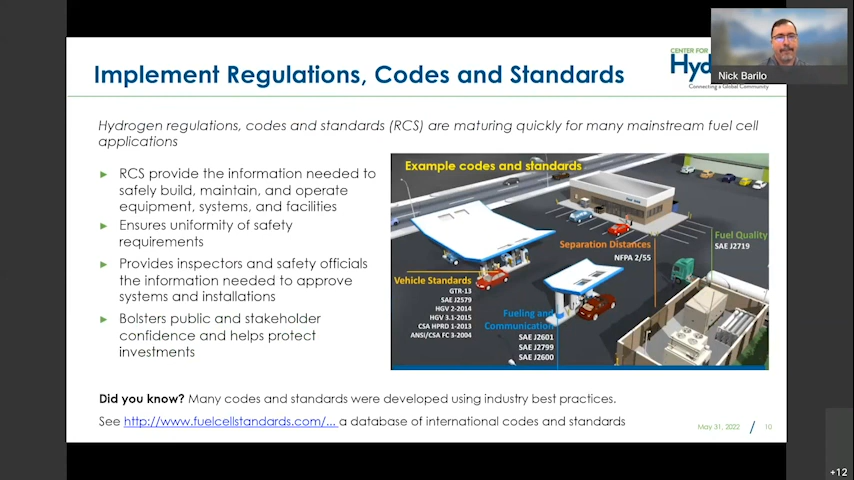 Implement Regulations, Codes and Standards
CENTER FOR
Hyd
Connecting a Global Community
Nick Barilo
Hydrogen regulations, codes and standards (RCS) are maturing quickly for many mainstream fuel cell
applications
► RCS provide the information needed to
safely build, maintain, and operate
equipment, systems, and facilities
► Ensures uniformity of safety
requirements
► Provides inspectors and safety officials
the information needed to approve
systems and installations
► Bolsters public and stakeholder
confidence and helps protect
investments
Example codes and standards
Vehicle Standards
GTR-13
SAE J2579
HGV 2-2014
HGV 3.1-2015
CSA HPRD 1-2013
ANSI/CSA FC 3-2004
Fueling and
Communication
SAE J2601
SAE J2799
SAE J2600
Separation Distances
NFPA 2/55
Fuel Quality
SAE J2719
Did you know? Many codes and standards were developed using industry best practices.
See http://www.fuelcellstandards.com/... a database of international codes and standards
May 31, 2022 / 10
+12